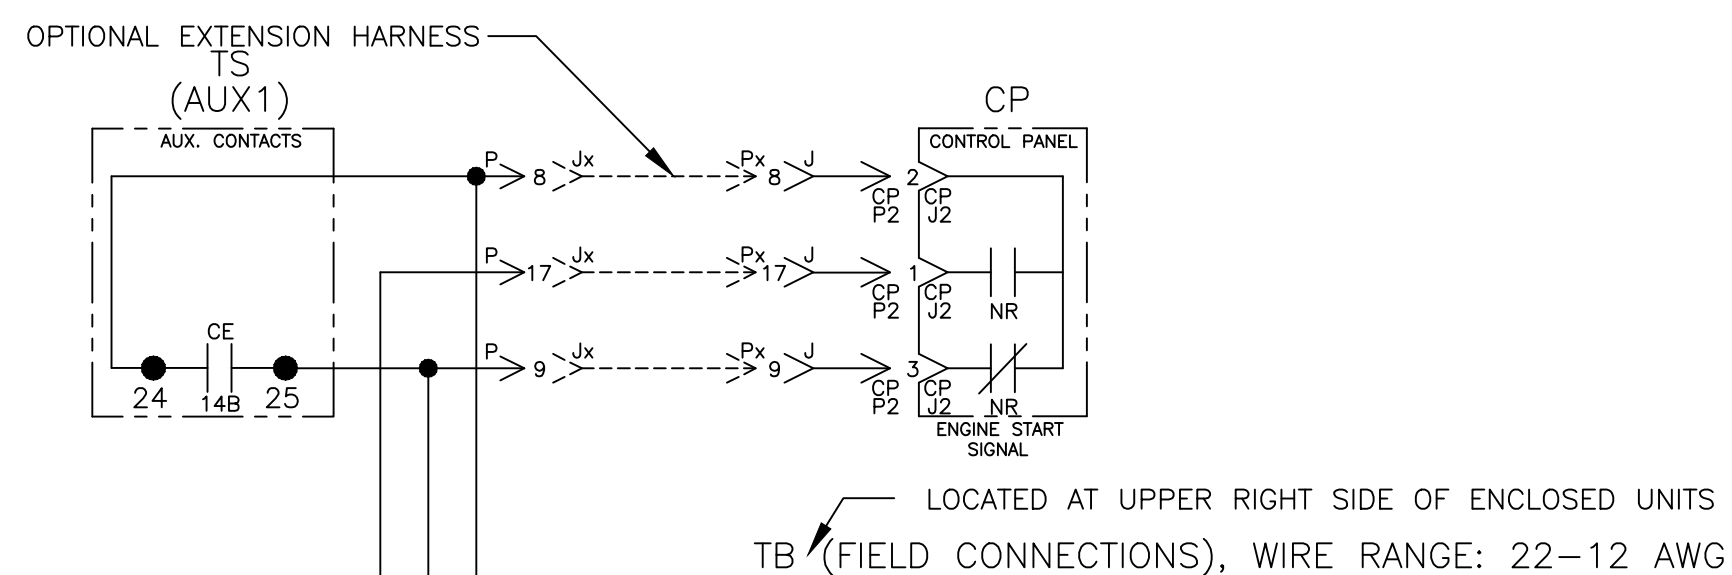 OPTIONAL EXTENSION HARNESS
TS
(AUX1)
CP
AUX. CONTACTS
CONTROL PANEL
P 8 Jx Px 8 J 2
CP CP
P2 J2
P 17 Jx Px 17 J 1
CP CP
P2 J2
NR
CE
P 9 Jx Px 9 J 3
24 14B 25
CP CP
P2 J2
NR
ENGINE START
SIGNAL
LOCATED AT UPPER RIGHT SIDE OF ENCLOSED UNITS
TB (FIELD CONNECTIONS), WIRE RANGE: 22-12 AWG